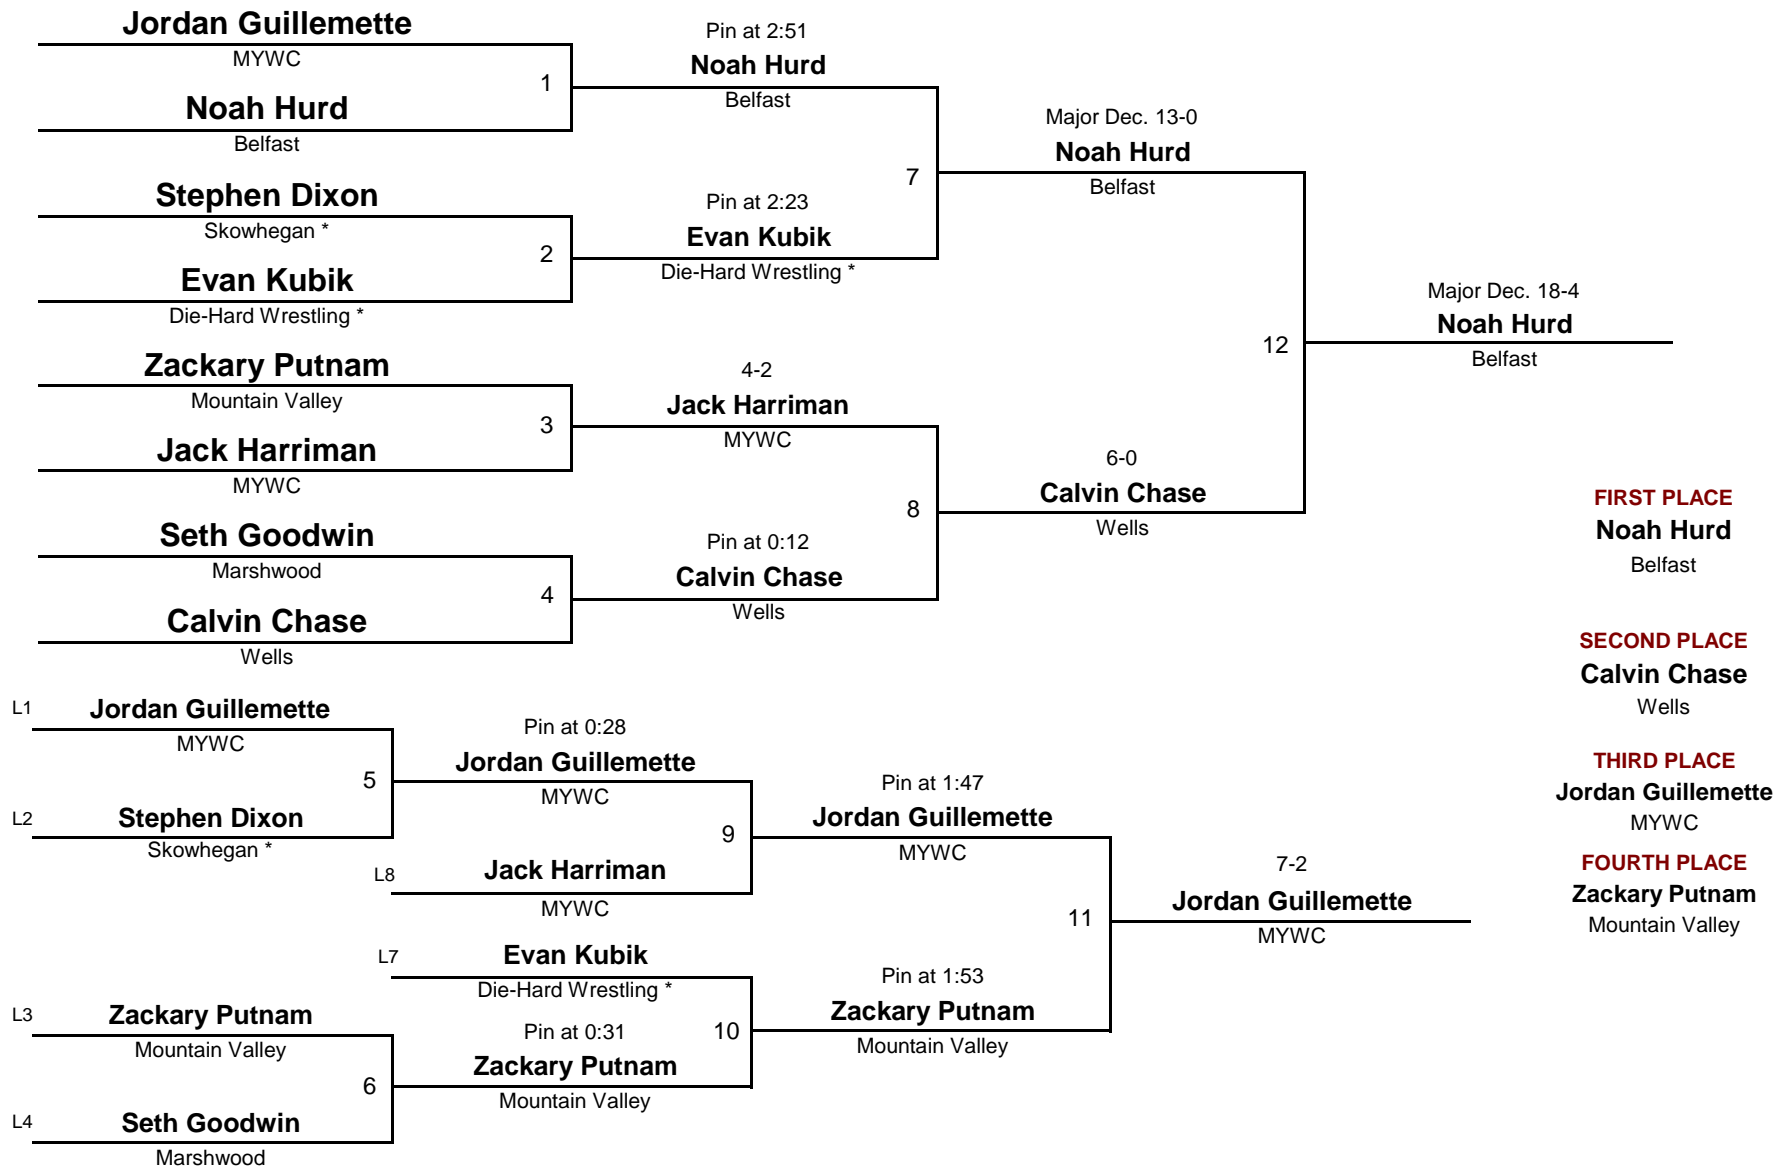 Jordan Guillemette
MYWC
1
Noah Hurd
Belfast
Stephen Dixon
Skowhegan *
2
Evan Kubik
Die-Hard Wrestling *
Zackary Putnam
Mountain Valley
3
Jack Harriman
MYWC
Seth Goodwin
Marshwood
4
Calvin Chase
Wells
Pin at 2:51
Noah Hurd
Belfast
7
Pin at 2:23
Evan Kubik
Die-Hard Wrestling *
4-2
Jack Harriman
MYWC
8
Pin at 0:12
Calvin Chase
Wells
Major Dec. 13-0
Noah Hurd
Belfast
12
6-0
Calvin Chase
Wells
Major Dec. 18-4
Noah Hurd
Belfast
FIRST PLACE
Noah Hurd
Belfast
SECOND PLACE
Calvin Chase
Wells
THIRD PLACE
Jordan Guillemette
MYWC
FOURTH PLACE
Zackary Putnam
Mountain Valley
L1
Jordan Guillemette
MYWC
5
L2
Stephen Dixon
Skowhegan *
L3
Zackary Putnam
Mountain Valley
6
L4
Seth Goodwin
Marshwood
Pin at 0:28
Jordan Guillemette
MYWC
9
L8
Jack Harriman
MYWC
L7
Evan Kubik
Die-Hard Wrestling *
10
Pin at 0:31
Zackary Putnam
Mountain Valley
Pin at 1:47
Jordan Guillemette
MYWC
11
Pin at 1:53
Zackary Putnam
Mountain Valley
7-2
Jordan Guillemette
MYWC